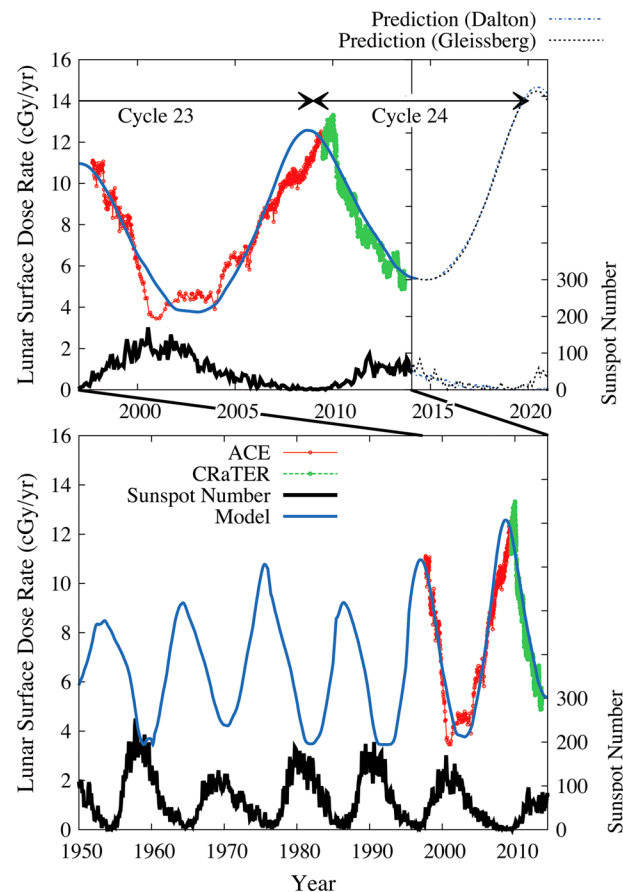 Prediction (Dalton)
Prediction (Gleissberg)
16
14
12
10
8
6
4
2
0
Lunar Surface Dose Rate (cGy/yr)
Cycle 23
Cycle 24
300
200
100
0
Sunspot Number
2000
2005
2010
2015
2020
16
14
12
10
8
6
4
2
0
Lunar Surface Dose Rate (cGy/yr)
ACE
CRaTER
Sunspot Number
Model
300
200
100
0
Sunspot Number
1950
1960
1970
1980
1990
2000
2010
Year